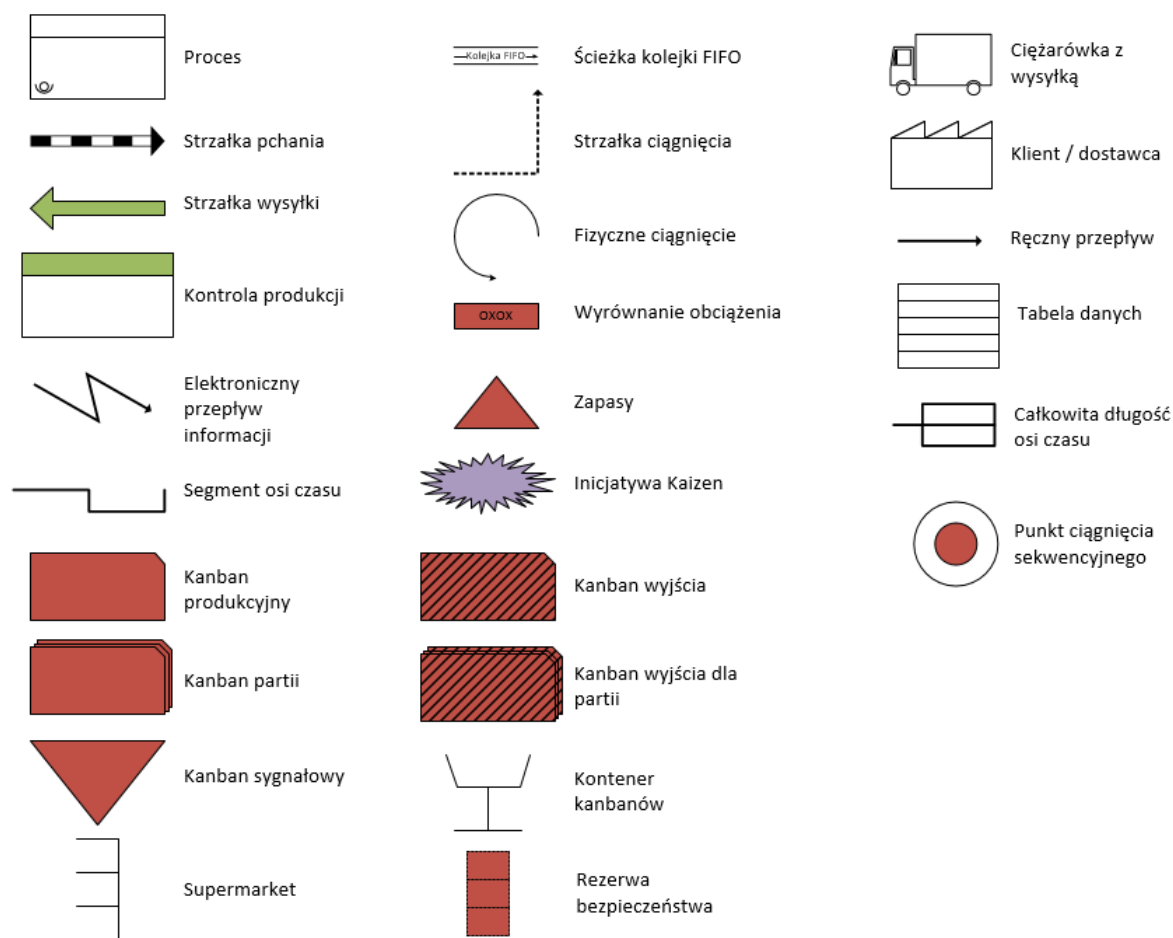 Proces
Strzałka pchania
Strzałka wysyłki
Kontrola produkcji
Elektroniczny
przepływ
informacji
Segment osi czasu
Kanban
produkcyjny
Kanban partii
Kanban sygnałowy
Supermarket
Kolejka FIFO
Ścieżka kolejki FIFO
Strzałka ciągnięcia
Fizyczne ciągnięcie
OXOX
Wyrównanie obciążenia
Zapasy
Inicjatywa Kaizen
Kanban wyjścia
Kanban wyjścia dla
partii
Kontener
kanbanów
Rezerwa
bezpieczeństwa
Ciężarówka z
wysyłką
Klient / dostawca
Ręczny przepływ
Tabela danych
Całkowita długość
osi czasu
Punkt ciągnięcia
sekwencyjnego